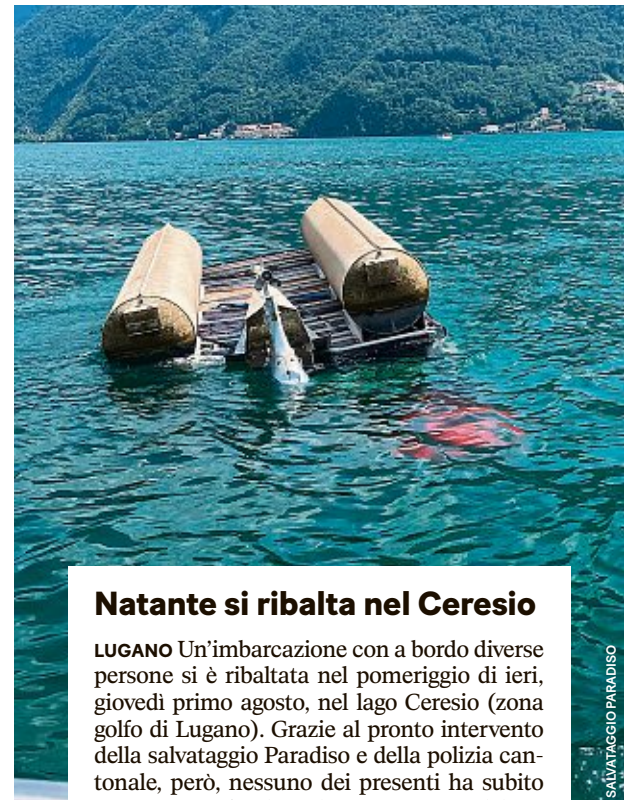 Natante si ribalta nel Ceresio
LUGANO Un'imbarcazione con a bordo diverse
persone si è ribaltata nel pomeriggio di ieri,
giovedì primo agosto, nel lago Ceresio (zona
golfo di Lugano). Grazie al pronto intervento
della salvataggio Paradiso e della polizia can-
tonale, però, nessuno dei presenti ha subito
SALVATAGGIO PARADISO